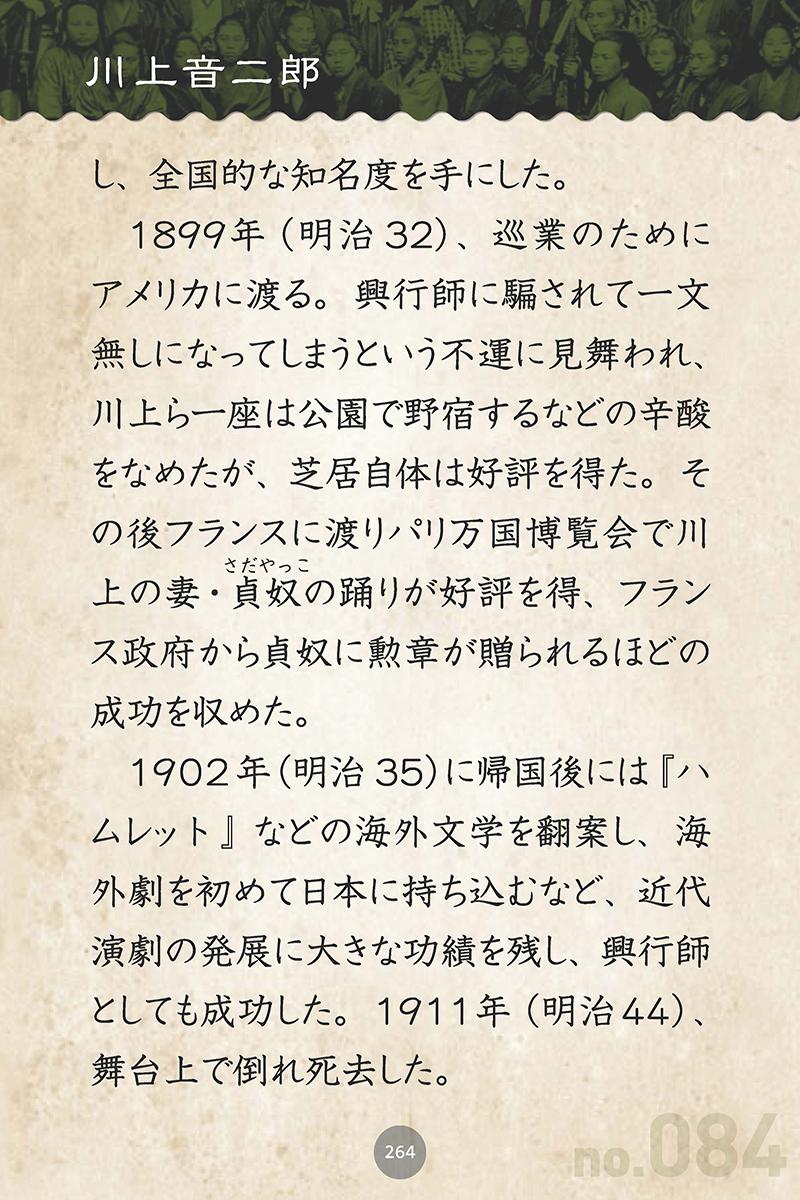 川上音二郎
し、全国的な知名度を手にした。
1899年（明治32）、巡業のために
アメリカに渡る。興行師に騙されて一文
無しになってしまうという不運に見舞われ、
川上ら一座は公園で野宿するなどの辛酸
をなめたが、芝居自体は好評を得た。そ
の後フランスに渡りパリ万国博覧会で川
さだやっこ
上の妻・貞奴の踊りが好評を得、フラン
ス政府から貞奴に勲章が贈られるほどの
成功を収めた。
1902年（明治35）に帰国後には『ハ
ムレット』などの海外文学を翻案し、海
外劇を初めて日本に持ち込むなど、近代
演劇の発展に大きな功績を残し、興行師
としても成功した。1911年（明治44）、
舞台上で倒れ死去した。
264
no.084